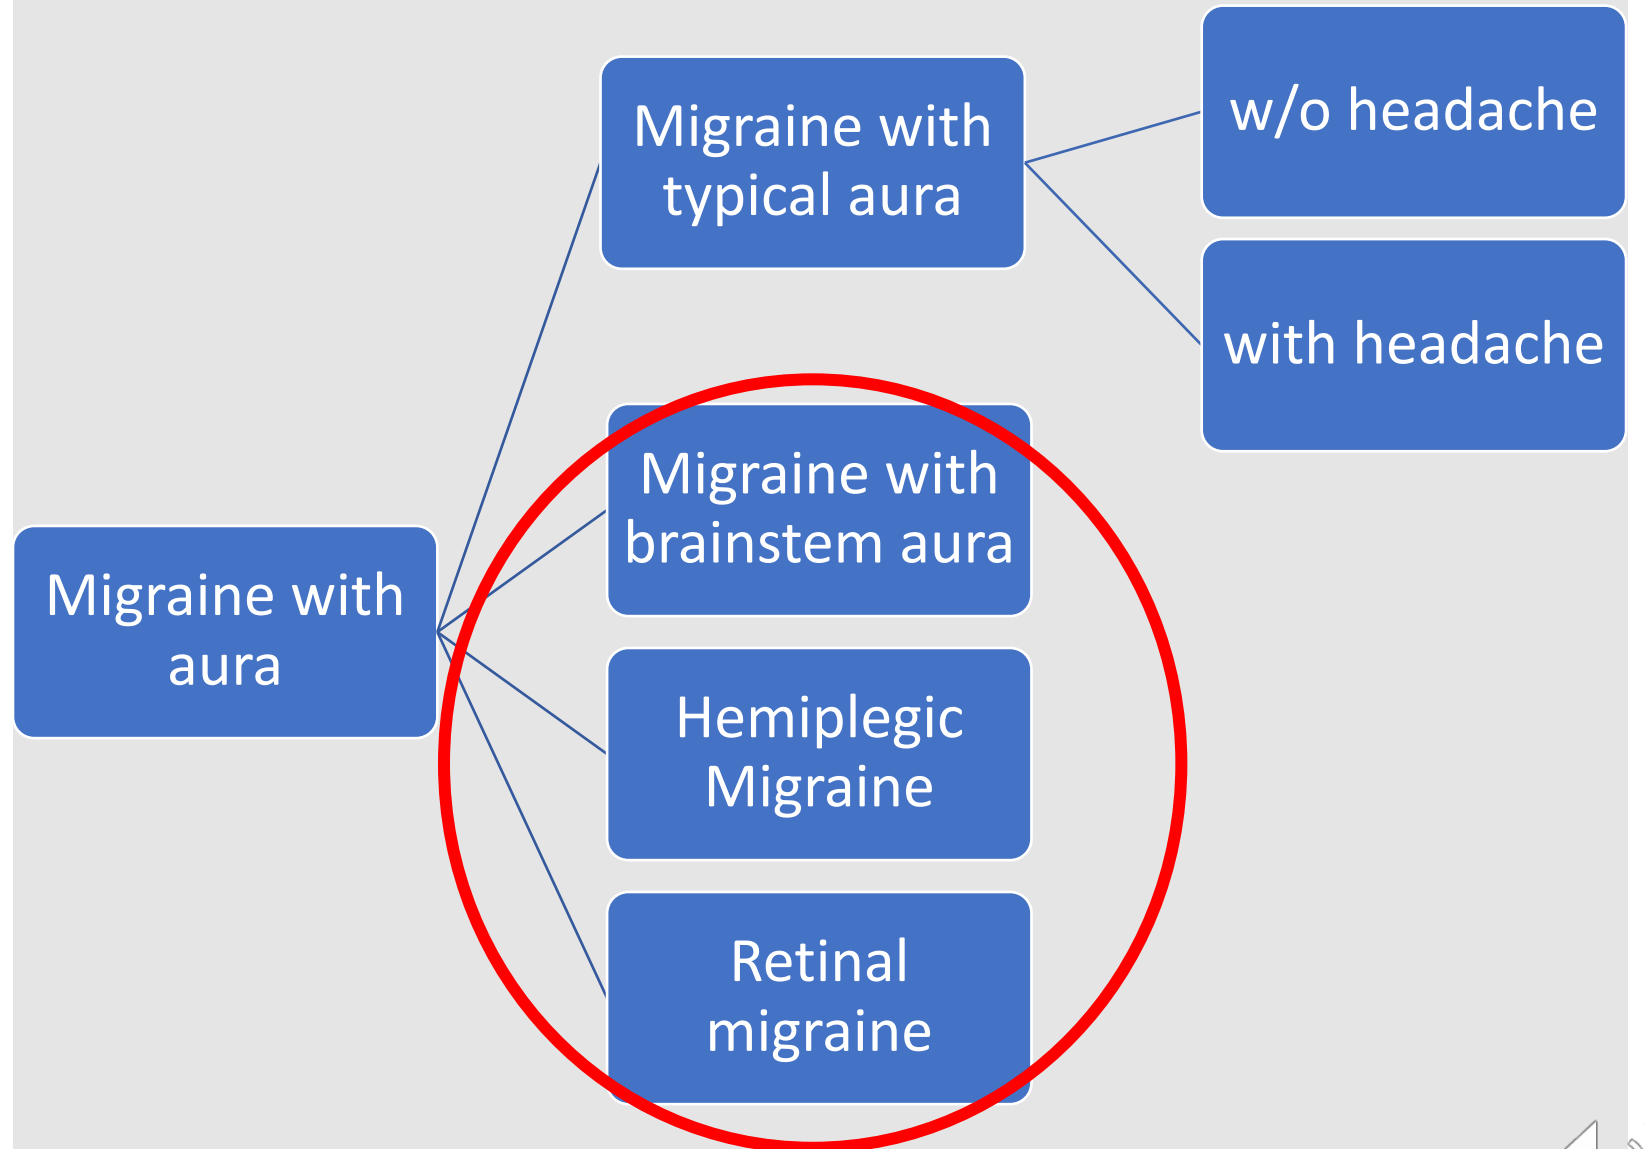 Migraine with
aura
Migraine with
typical aura
w/o headache
with headache
Migraine with
brainstem aura
Hemiplegic
Migraine
Retinal
migraine